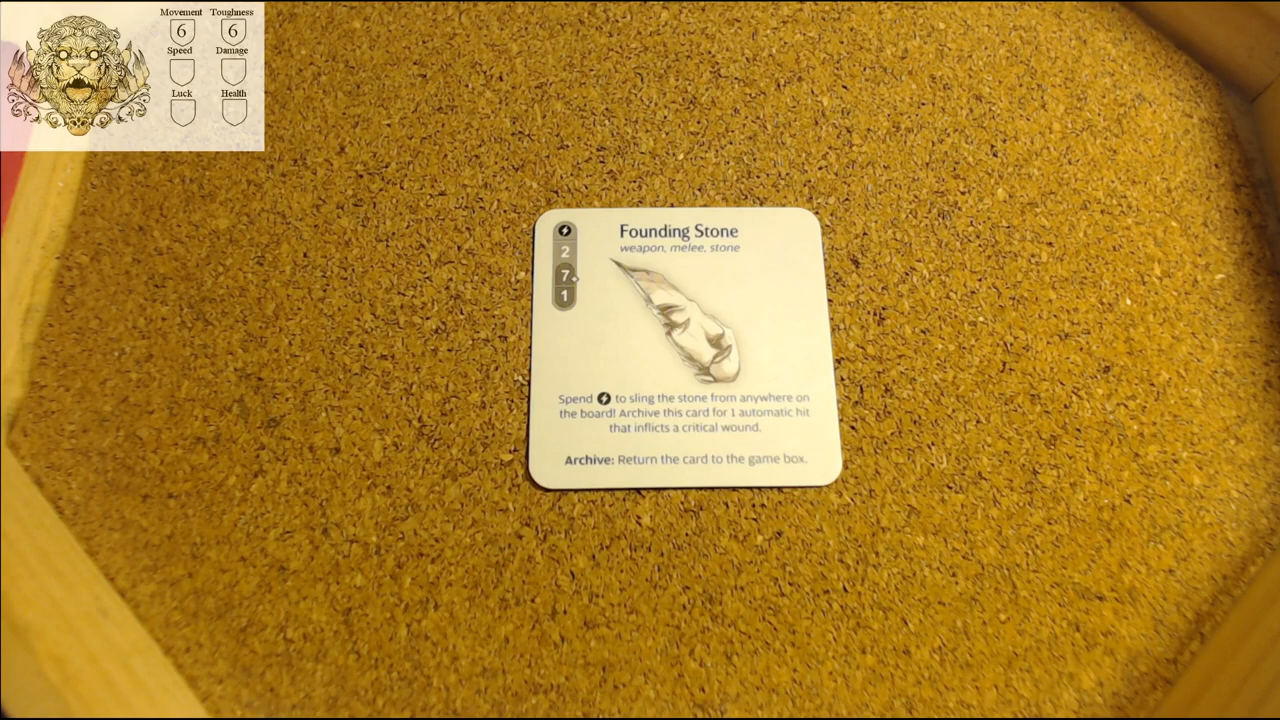 Movement Toughness
6 6
Speed Damage
Luck Health
Founding Stone
weapon, melee, stone
2
7
1
Spend to sling the stone from anywhere on
the board! Archive this card for 1 automatic hit
that inflicts a critical wound.
Archive: Return the card to the game box.